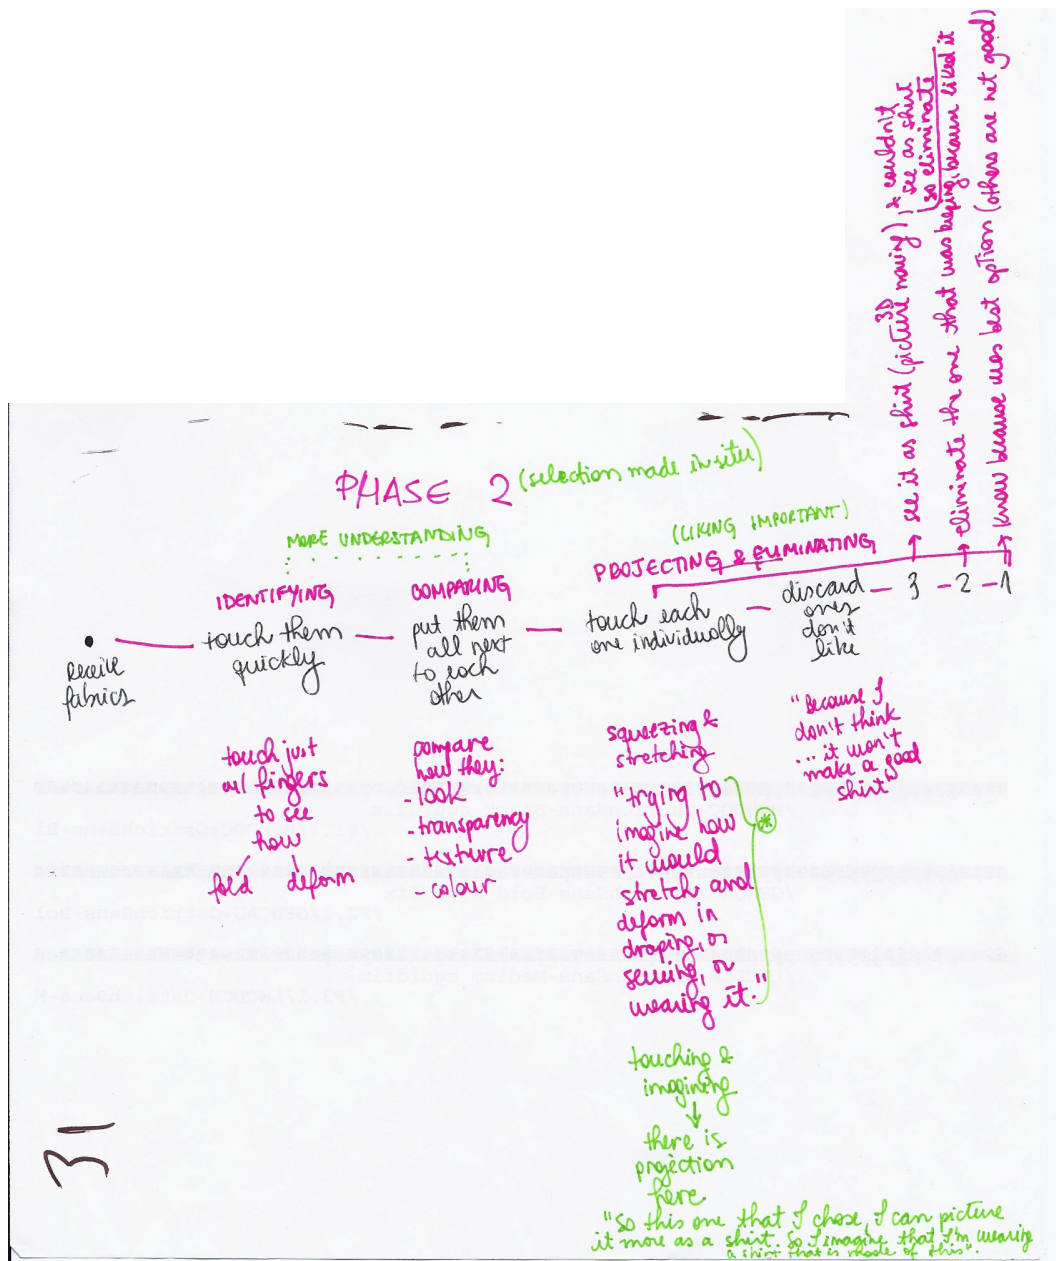 PHASE 2 (selection made in situ)
MORE UNDERSTANDING
(LIKING IMPORTANT)
IDENTIFYING
COMPARING
PROJECTING & ELIMINATING
receive
fabrics
touch them
quickly
put them
all next
to each
other
touch each
one individually
discard
ones
don't
like
3 - 2 - 1
see it as shirt (picture 3D moving), & couldn't
see as shirt
so eliminate
eliminate the one that was keeping, because liked it
know because was best option (others are not good)
touch just
w/ fingers
to see
how
fold deform
compare
how they:
- look
- transparency
- texture
- colour
squeezing &
stretching
"trying to
imagine how
it would
stretch and
deform in
draping, or
sewing, or
wearing it."
"Because I
don't think
... it won't
make a good
shirt"
touching &
imagining
↓
there is
projection
here
"So this one that I chose, I can picture
it more as a shirt. So I imagine that I'm wearing
a shirt that is made of this".
31